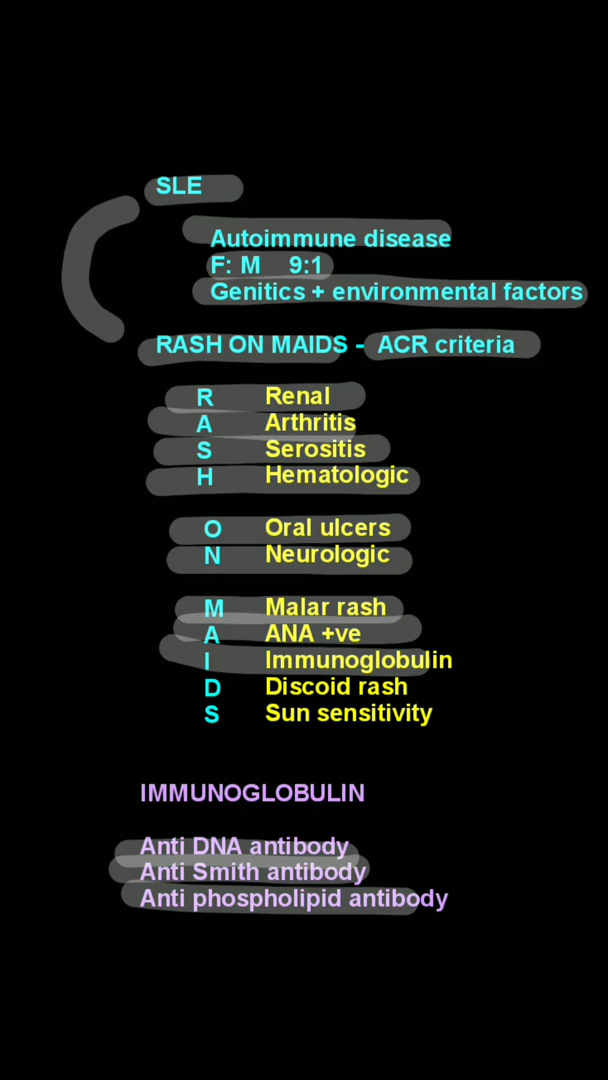 SLE
Autoimmune disease
F: M 9:1
Genitics + environmental factors
RASH ON MAIDS - ACR criteria
R Renal
A Arthritis
S Serositis
H Hematologic
O Oral ulcers
N Neurologic
M Malar rash
A ANA +ve
I Immunoglobulin
D Discoid rash
S Sun sensitivity
IMMUNOGLOBULIN
Anti DNA antibody
Anti Smith antibody
Anti phospholipid antibody